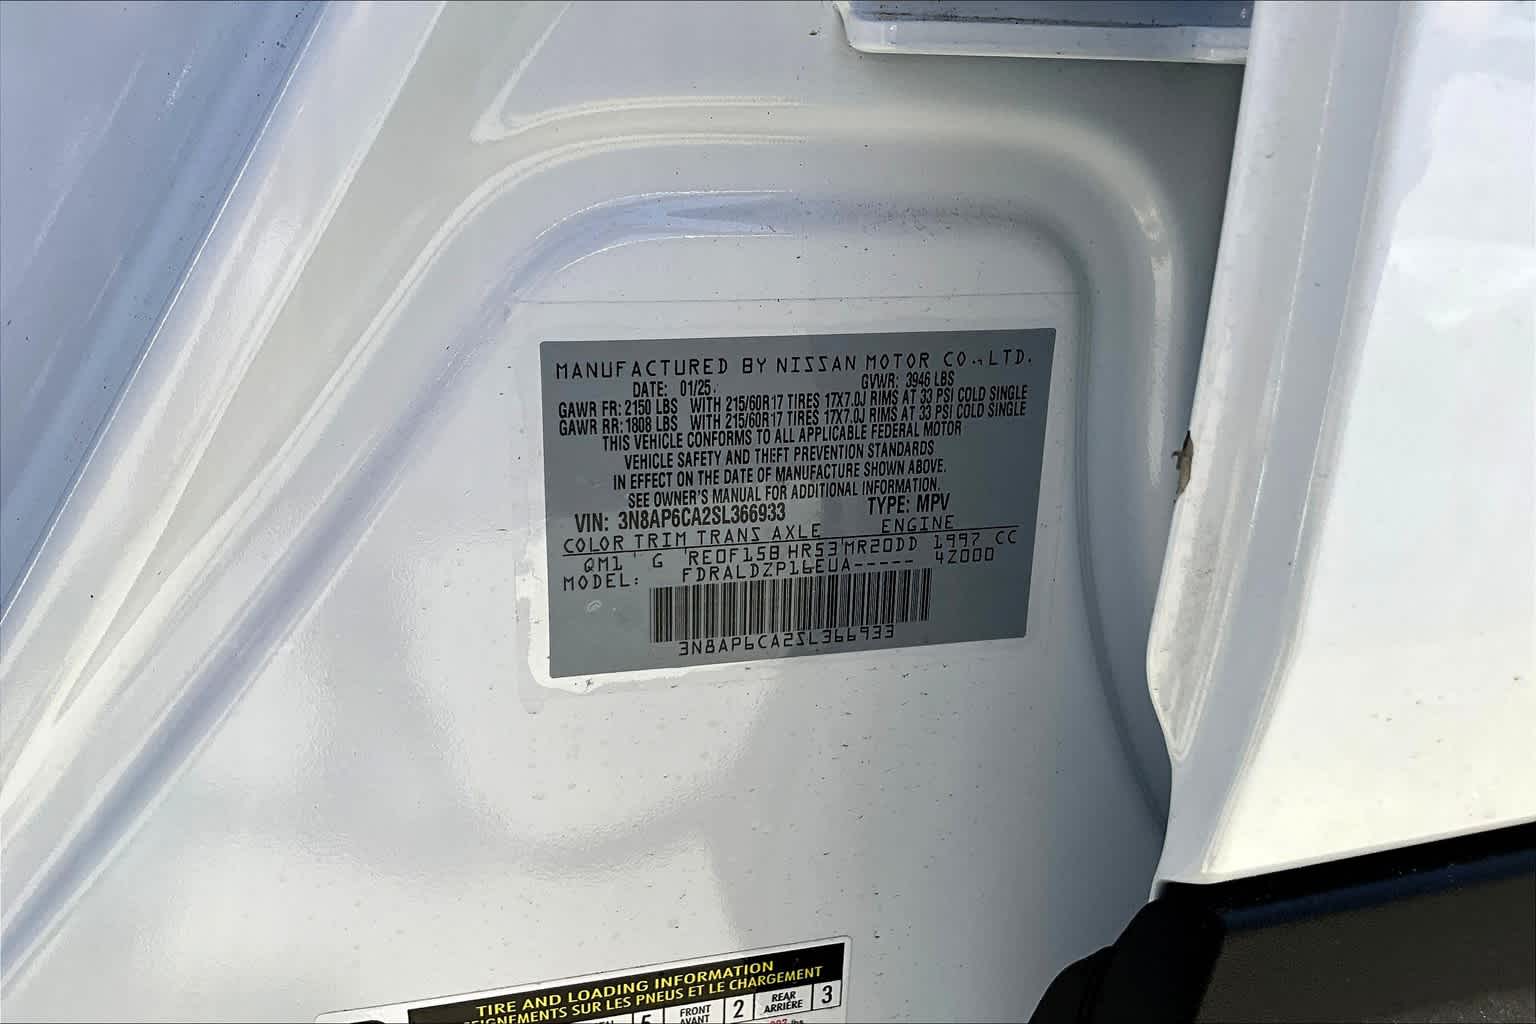 MANUFACTURED BY NISSAN MOTOR CO., LTD.
DATE: 01/25. GVWR: 3946 LBS
GAWR FR: 2150 LBS WITH 215/60R17 TIRES 17X7.0J RIMS AT 33 PSI COLD SINGLE
GAWR RR: 1808 LBS WITH 215/60R17 TIRES 17X7.0J RIMS AT 33 PSI COLD SINGLE
THIS VEHICLE CONFORMS TO ALL APPLICABLE FEDERAL MOTOR
VEHICLE SAFETY AND THEFT PREVENTION STANDARDS
IN EFFECT ON THE DATE OF MANUFACTURE SHOWN ABOVE.
SEE OWNER'S MANUAL FOR ADDITIONAL INFORMATION.
VIN: 3N8AP6CA2SL366933 TYPE: MPV
COLOR TRIM TRANS AXLE ENGINE
QM1 G RE0F15B HR53 MR20DD 1997 CC
MODEL: FDRALDZP16EUA----- 4Z000
3N8AP6CA2SL366933
TIRE AND LOADING INFORMATION
SEIGNEMENTS SUR LES PNEUS ET LE CHARGEMENT
5 FRONT 2 REAR 3
AVANT ARRIÈRE